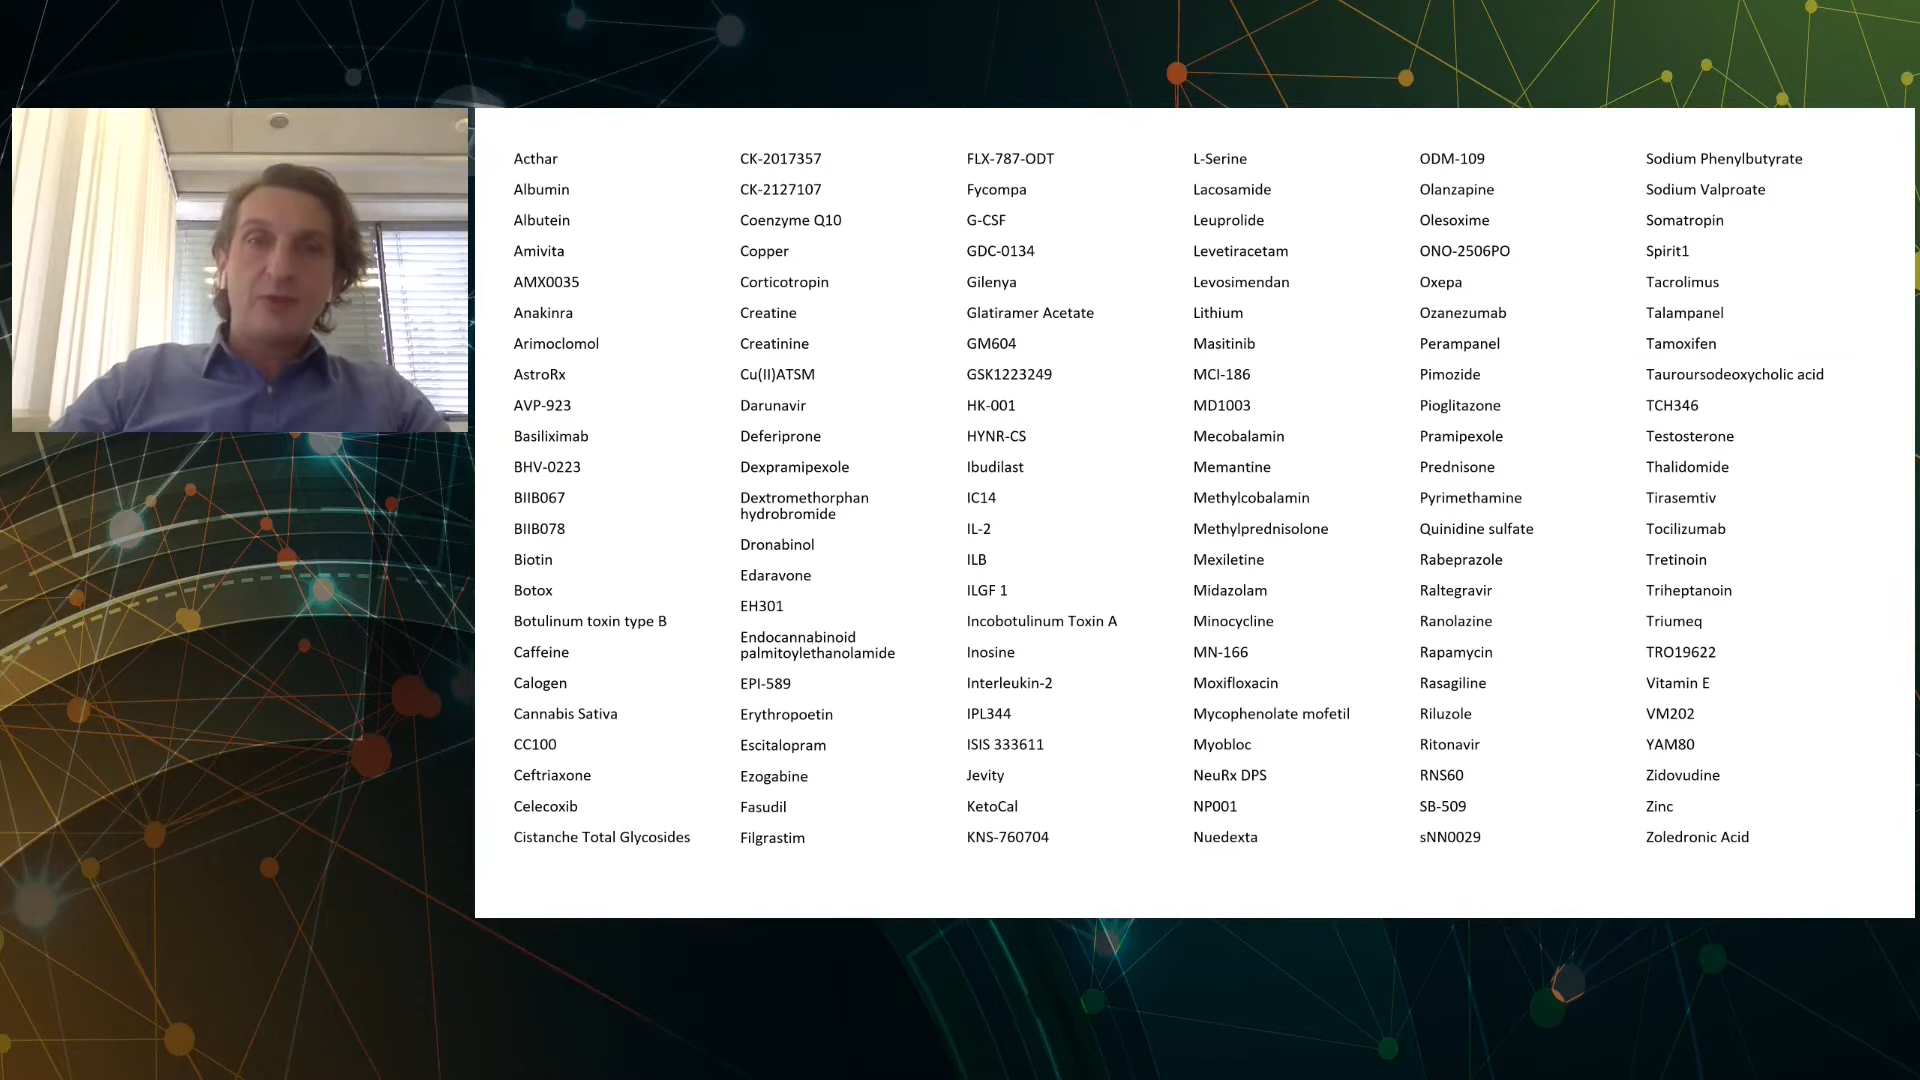 Acthar
Albumin
Albutein
Amivita
AMX0035
Anakinra
Arimoclomol
AstroRx
AVP-923
Basiliximab
BHV-0223
BIIB067
BIIB078
Biotin
Botox
Botulinum toxin type B
Caffeine
Calogen
Cannabis Sativa
CC100
Ceftriaxone
Celecoxib
Cistanche Total Glycosides
CK-2017357
CK-2127107
Coenzyme Q10
Copper
Corticotropin
Creatine
Creatinine
Cu(II)ATSM
Darunavir
Deferiprone
Dexpramipexole
Dextromethorphan
hydrobromide
Dronabinol
Edaravone
EH301
Endocannabinoid
palmitoylethanolamide
EPI-589
Erythropoetin
Escitalopram
Ezogabine
Fasudil
Filgrastim
FLX-787-ODT
Fycompa
G-CSF
GDC-0134
Gilenya
Glatiramer Acetate
GM604
GSK1223249
HK-001
HYNR-CS
Ibudilast
IC14
IL-2
ILB
ILGF 1
Incobotulinum Toxin A
Inosine
Interleukin-2
IPL344
ISIS 333611
Jevity
KetoCal
KNS-760704
L-Serine
Lacosamide
Leuprolide
Levetiracetam
Levosimendan
Lithium
Masitinib
MCI-186
MD1003
Mecobalamin
Memantine
Methylcobalamin
Methylprednisolone
Mexiletine
Midazolam
Minocycline
MN-166
Moxifloxacin
Mycophenolate mofetil
Myobloc
NeuRx DPS
NP001
Nuedexta
ODM-109
Olanzapine
Olesoxime
ONO-2506PO
Oxepa
Ozanezumab
Perampanel
Pimozide
Pioglitazone
Pramipexole
Prednisone
Pyrimethamine
Quinidine sulfate
Rabeprazole
Raltegravir
Ranolazine
Rapamycin
Rasagiline
Riluzole
Ritonavir
RNS60
SB-509
sNN0029
Sodium Phenylbutyrate
Sodium Valproate
Somatropin
Spirit1
Tacrolimus
Talampanel
Tamoxifen
Tauroursodeoxycholic acid
TCH346
Testosterone
Thalidomide
Tirasemtiv
Tocilizumab
Tretinoin
Triheptanoin
Triumeq
TRO19622
Vitamin E
VM202
YAM80
Zidovudine
Zinc
Zoledronic Acid